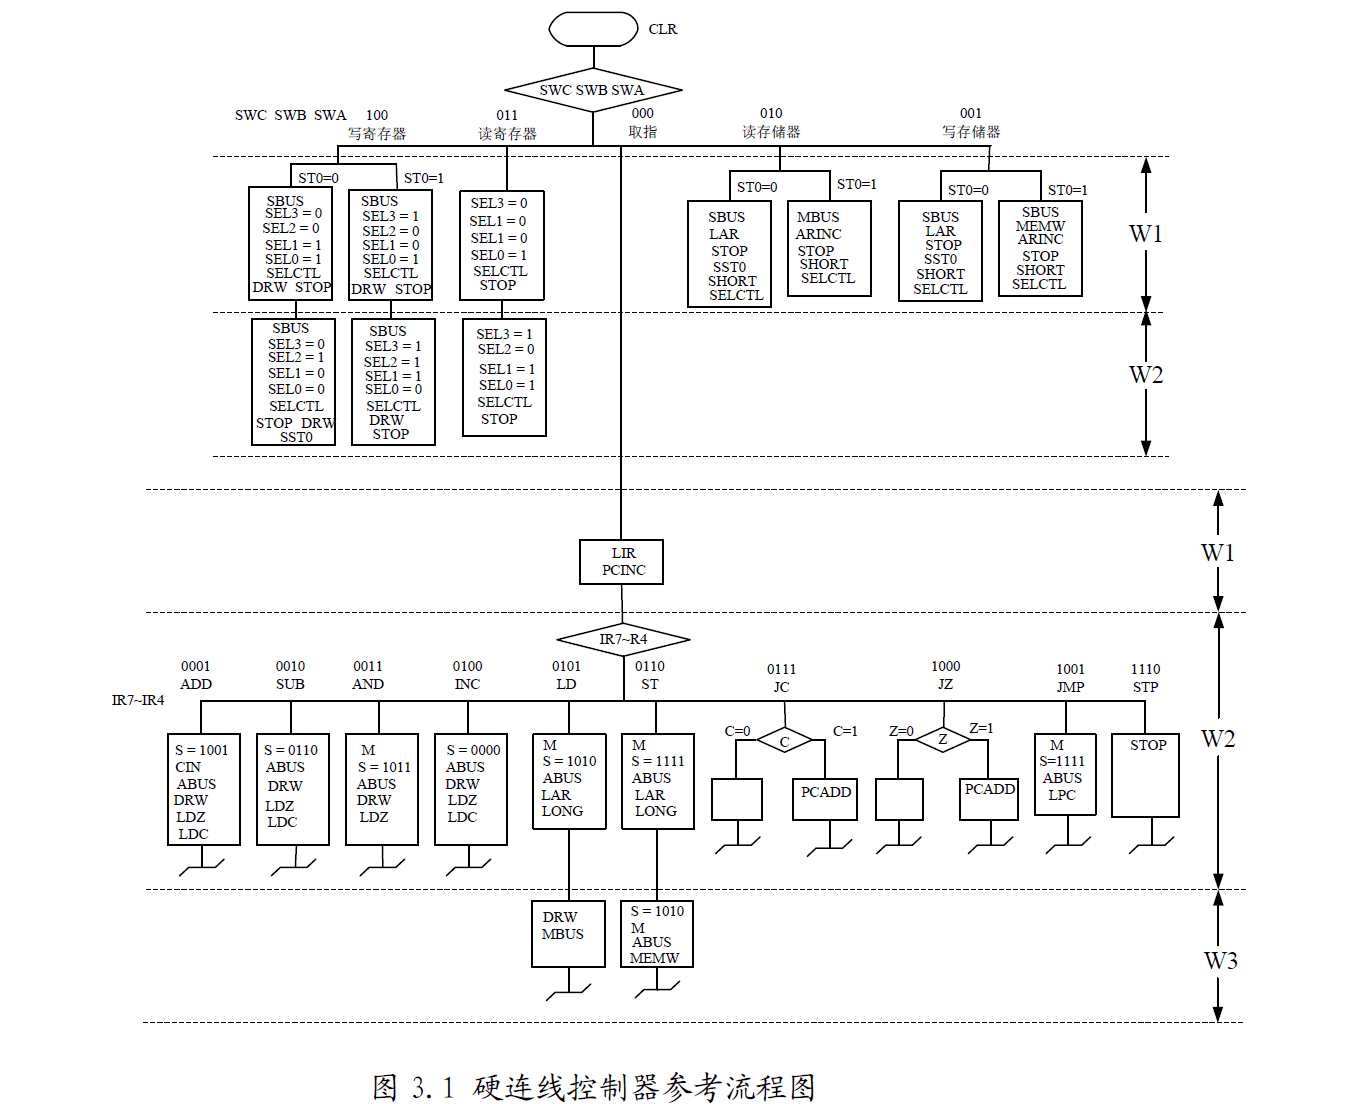 CLR
SWC SWB SWA
SWC SWB SWA
100
写寄存器
011
读寄存器
000
取指
010
读存储器
001
写存储器
ST0=0
ST0=1
ST0=0
ST0=1
ST0=0
ST0=1
SBUS
SEL3 = 0
SEL2 = 0
SEL1 = 1
SEL0 = 1
SELCTL
DRW STOP
SBUS
SEL3 = 1
SEL2 = 0
SEL1 = 0
SEL0 = 1
SELCTL
DRW STOP
SEL3 = 0
SEL1 = 0
SEL1 = 0
SEL0 = 1
SELCTL
STOP
SBUS
LAR
STOP
SST0
SHORT
SELCTL
MBUS
ARINC
STOP
SHORT
SELCTL
SBUS
LAR
STOP
SST0
SHORT
SELCTL
SBUS
MEMW
ARINC
STOP
SHORT
SELCTL
W1
SBUS
SEL3 = 0
SEL2 = 1
SEL1 = 0
SEL0 = 0
SELCTL
STOP DRW
SST0
SBUS
SEL3 = 1
SEL2 = 1
SEL1 = 1
SEL0 = 0
SELCTL
DRW
STOP
SEL3 = 1
SEL2 = 0
SEL1 = 1
SEL0 = 1
SELCTL
STOP
W2
LIR
PCINC
W1
IR7~R4
IR7~IR4
0001
ADD
0010
SUB
0011
AND
0100
INC
0101
LD
0110
ST
0111
JC
1000
JZ
1001
JMP
1110
STP
S = 1001
CIN
ABUS
DRW
LDZ
LDC
S = 0110
ABUS
DRW
LDZ
LDC
M
S = 1011
ABUS
DRW
LDZ
S = 0000
ABUS
DRW
LDZ
LDC
M
S = 1010
ABUS
LAR
LONG
M
S = 1111
ABUS
LAR
LONG
C=0
C
C=1
PCADD
Z=0
Z
Z=1
PCADD
M
S=1111
ABUS
LPC
STOP
W2
DRW
MBUS
S = 1010
M
ABUS
MEMW
W3
图 3.1 硬连线控制器参考流程图